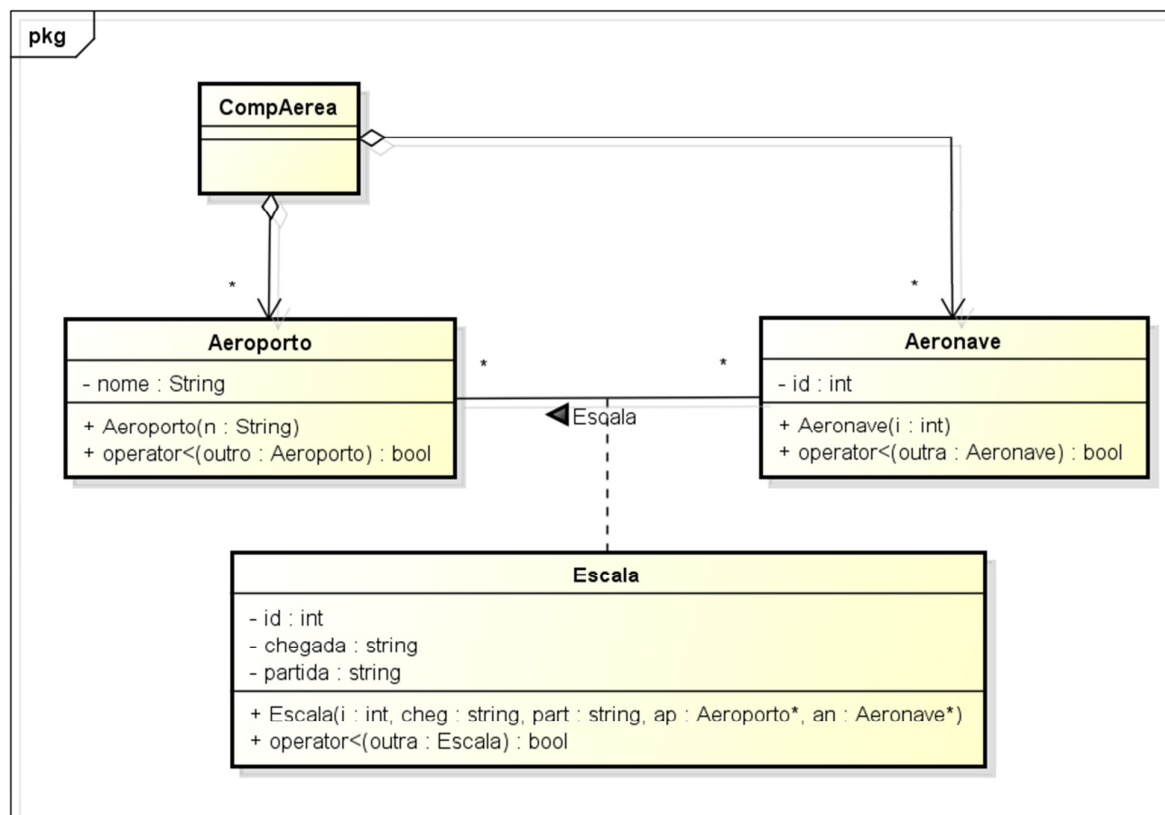 pkg
CompAerea
*
*
Aeroporto
- nome : String
+ Aeroporto(n : String)
+ operator<(outro : Aeroporto) : bool
*
*
Escala
Aeronave
- id : int
+ Aeronave(i : int)
+ operator<(outra : Aeronave) : bool
Escala
- id : int
- chegada : string
- partida : string
+ Escala(i : int, cheg : string, part : string, ap : Aeroporto*, an : Aeronave*)
+ operator<(outra : Escala) : bool